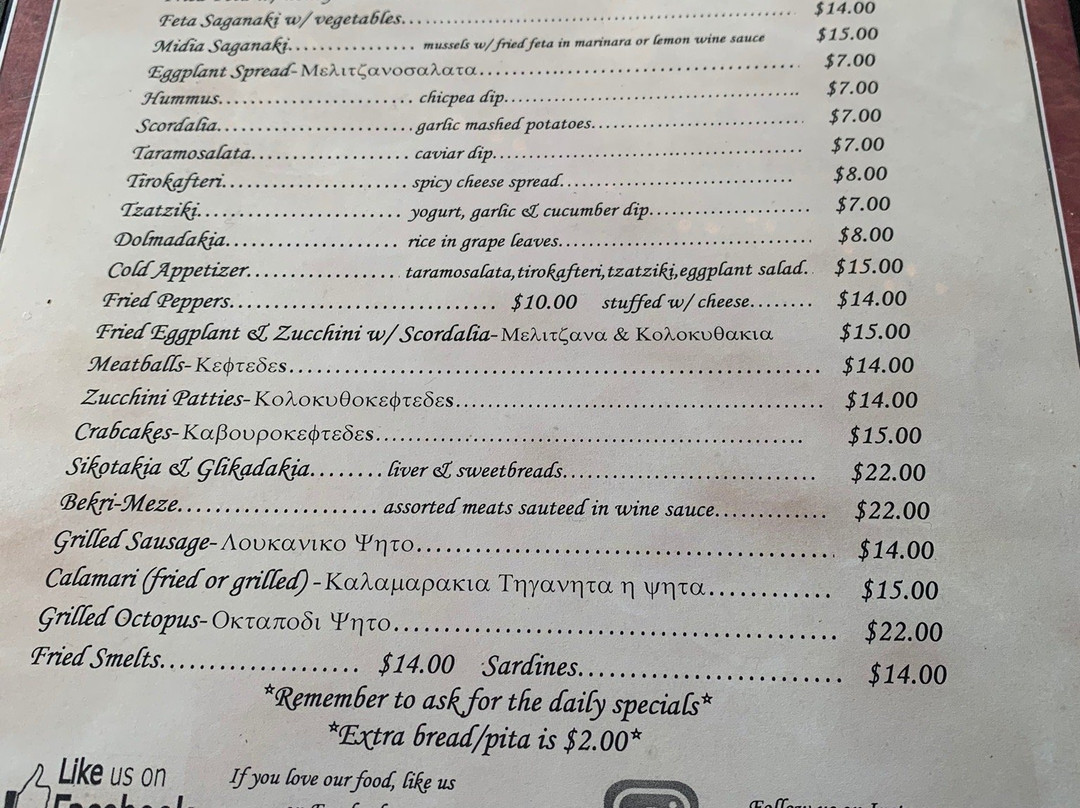 Feta Saganaki w/ vegetables........................................................ $14.00
Midia Saganaki................... mussels w/ fried feta in marinara or lemon wine sauce $15.00
Eggplant Spread-Μελιτζανοσαλατα.................................................. $7.00
Hummus............................ chicpea dip.......................................... $7.00
Scordalia............................ garlic mashed potatoes.............................. $7.00
Taramosalata...................... caviar dip............................................ $7.00
Tirokafteri.......................... spicy cheese spread................................ $8.00
Tzatziki............................ yogurt, garlic & cucumber dip...................... $7.00
Dolmadakia........................ rice in grape leaves.................................. $8.00
Cold Appetizer..................... taramosalata,tirokafteri,tzatziki,eggplant salad.. $15.00
Fried Peppers................................ $10.00 stuffed w/ cheese........ $14.00
Fried Eggplant & Zucchini w/ Scordalia-Μελιτζανα & Κολοκυθακια $15.00
Meatballs-Κεφτεδεs.................................................................. $14.00
Zucchini Patties-Κολοκυθοκεφτεδεs.............................................. $14.00
Crabcakes-Καβουροκεφτεδεs...................................................... $15.00
Sikotakia & Glikadakia........ liver & sweetbreads.............................. $22.00
Bekri-Meze...................... assorted meats sauteed in wine sauce............ $22.00
Grilled Sausage-Λουκανικο Ψητο.................................................. $14.00
Calamari (fried or grilled) -Καλαμαρακια Τηγανητα η ψητα............ $15.00
Grilled Octopus-Οκταποδι Ψητο.................................................. $22.00
Fried Smelts..................... $14.00 Sardines............................ $14.00
*Remember to ask for the daily specials*
*Extra bread/pita is $2.00*
Like us on
If you love our food, like us
Facebook